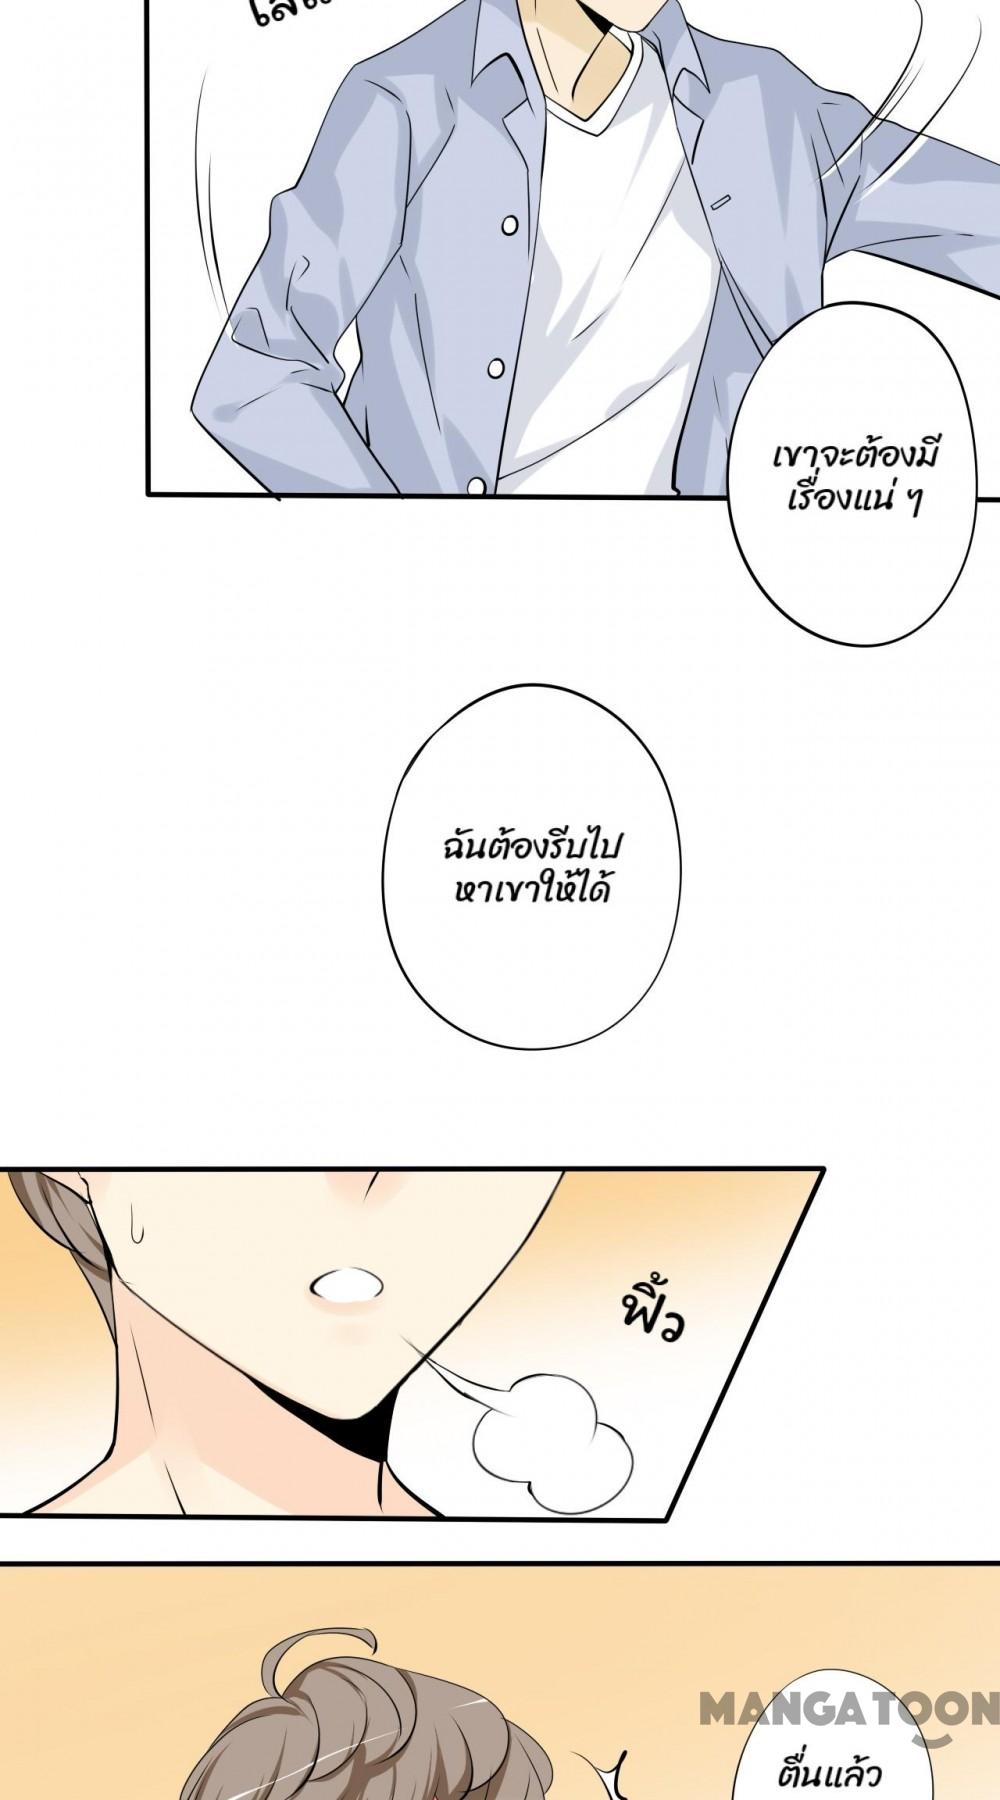 เขาจะต้องมี
เรื่องแน่ ๆ
ฉันต้องรีบไป
หาเขาให้ได้
ฟิ้ว
MANGATOON
ตื่นแล้ว